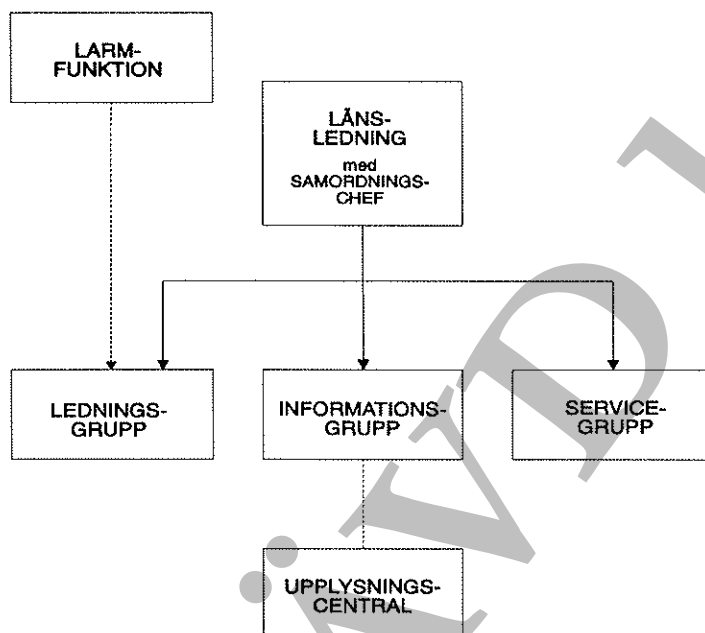 LARM-
FUNKTION
LÄNS-
LEDNING
med
SAMORDNINGS-
CHEF
LEDNINGS-
GRUPP
INFORMATIONS-
GRUPP
SERVICE-
GRUPP
UPPLYSNINGS-
CENTRAL